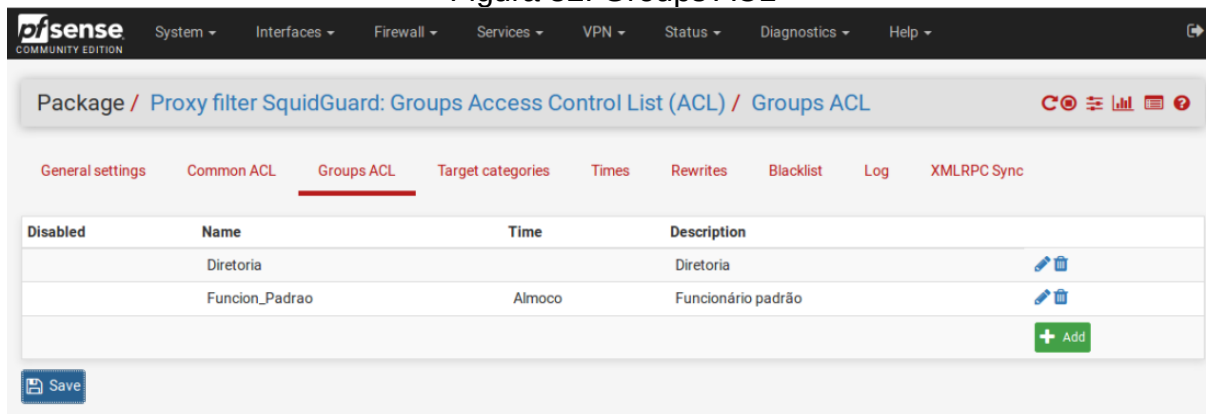 pfsense System Interfaces Firewall Services VPN Status Diagnostics Help
COMMUNITY EDITION
Package / Proxy filter SquidGuard: Groups Access Control List (ACL) / Groups ACL
General settings Common ACL Groups ACL Target categories Times Rewrites Blacklist Log XMLRPC Sync
Disabled Name Time Description
Diretoria Diretoria
Funcion_Padrao Almoco Funcionário padrão
Add
Save